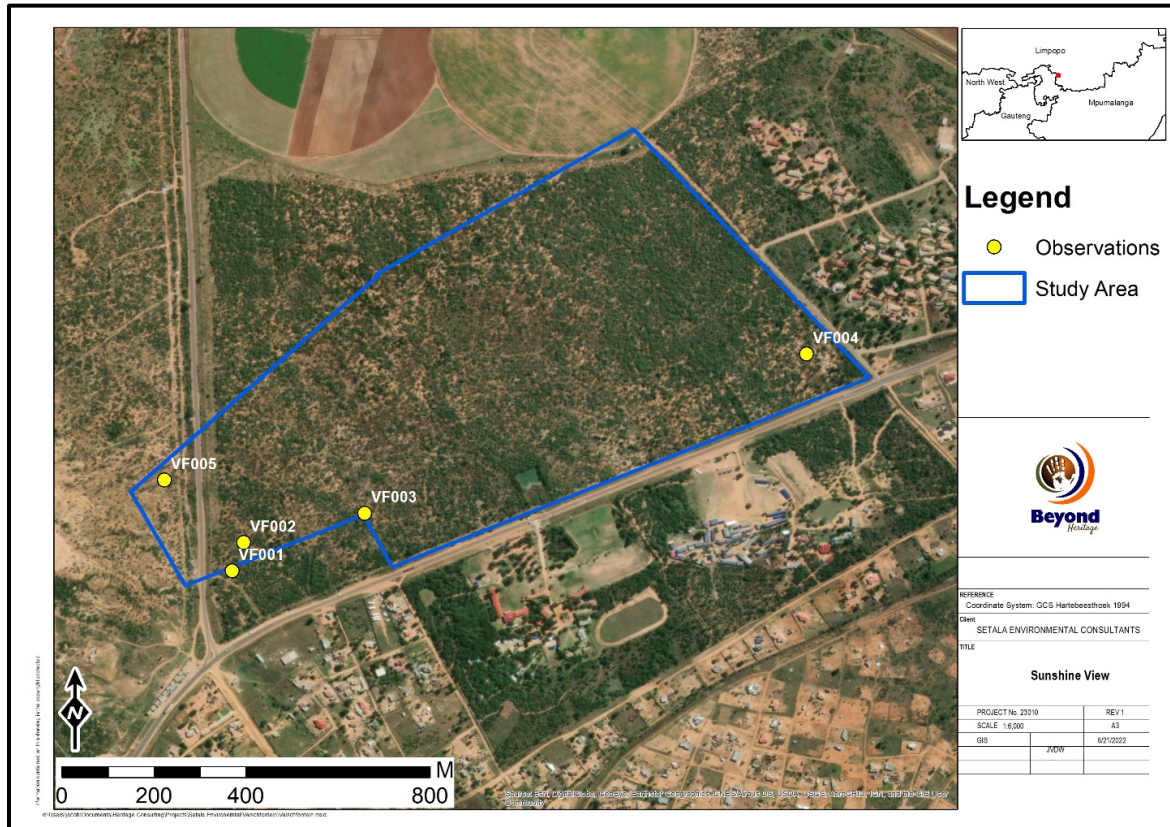 Limpopo
North West
Mpumalanga
Gauteng
Legend
Observations
Study Area
VF004
VF005
VF003
VF002
VF001
Beyond
Heritage
REFERENCE
Coordinate System: GCS Hartebeesthoek 1994
Client
SETALA ENVIRONMENTAL CONSULTANTS
TITLE
Sunshine View
PROJECT No. 23010 REV 1
SCALE 1:6,000 A3
GIS 6/21/2022
JVDW
N
M
0 200 400 800
Community